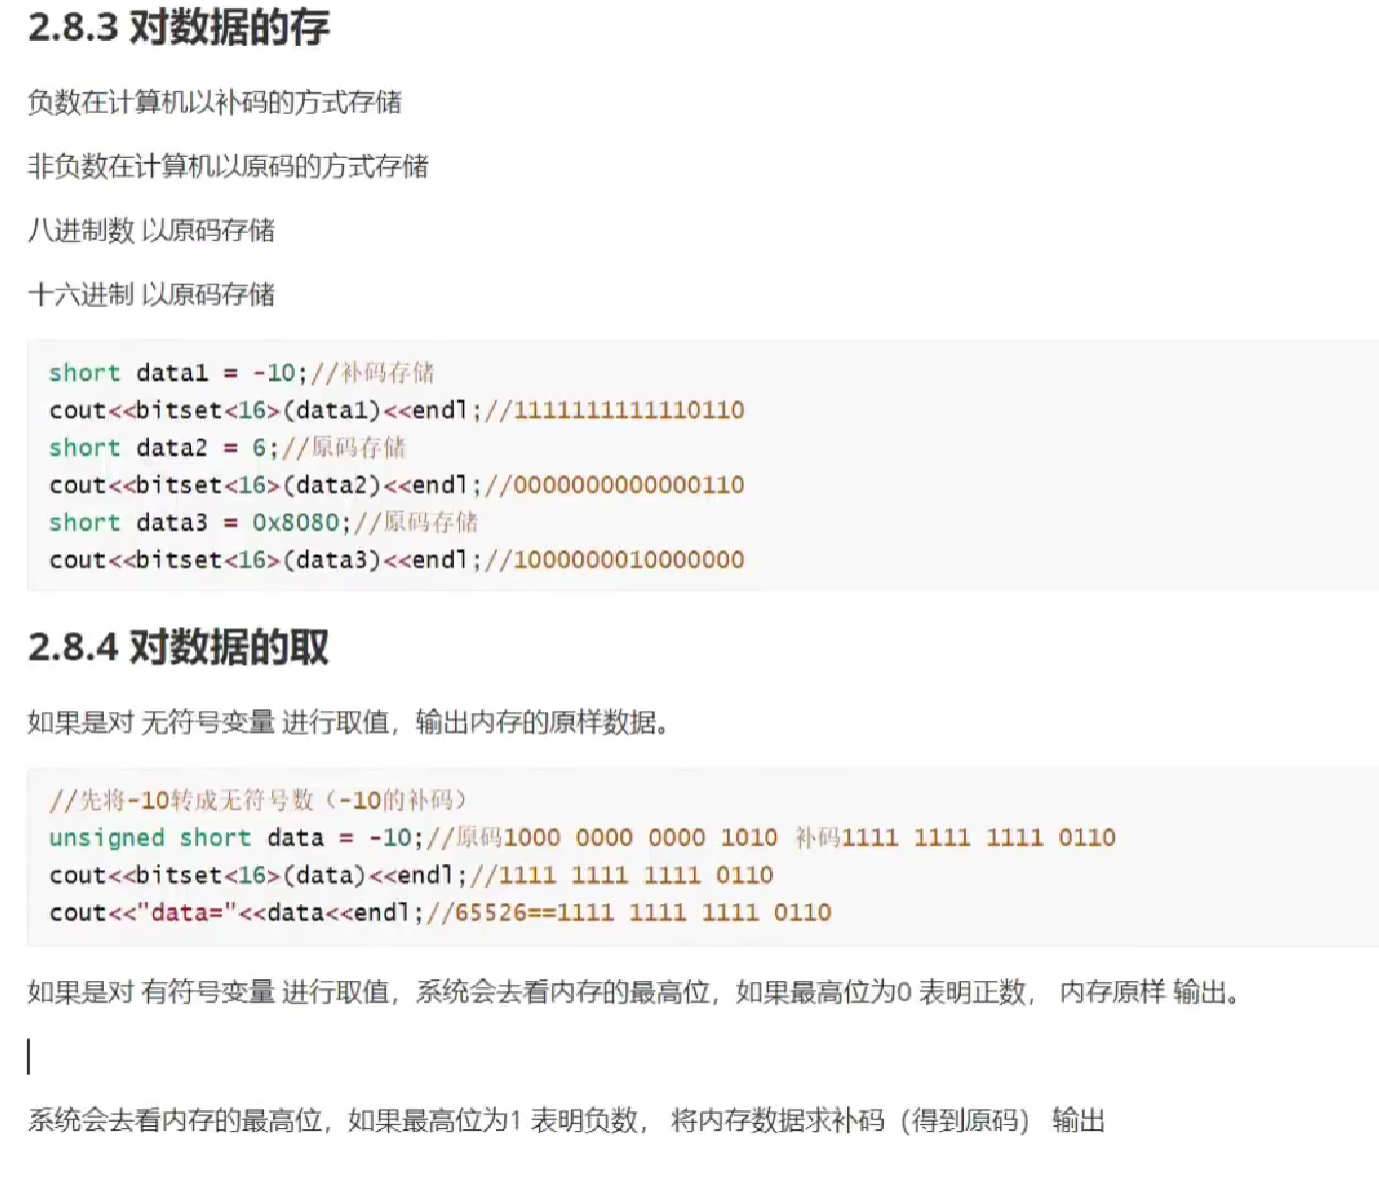 2.8.3 对数据的存
负数在计算机以补码的方式存储
非负数在计算机以原码的方式存储
八进制数 以原码存储
十六进制 以原码存储
short data1 = -10;//补码存储
cout<<bitset<16>(data1)<<endl;//1111111111110110
short data2 = 6;//原码存储
cout<<bitset<16>(data2)<<endl;//0000000000000110
short data3 = 0x8080;//原码存储
cout<<bitset<16>(data3)<<endl;//1000000010000000
2.8.4 对数据的取
如果是对 无符号变量 进行取值，输出内存的原样数据。
//先将-10转成无符号数（-10的补码）
unsigned short data = -10;//原码1000 0000 0000 1010 补码1111 1111 1111 0110
cout<<bitset<16>(data)<<endl;//1111 1111 1111 0110
cout<<"data="<<data<<endl;//65526==1111 1111 1111 0110
如果是对 有符号变量 进行取值，系统会去看内存的最高位，如果最高位为0 表明正数， 内存原样 输出。
系统会去看内存的最高位，如果最高位为1 表明负数， 将内存数据求补码（得到原码） 输出